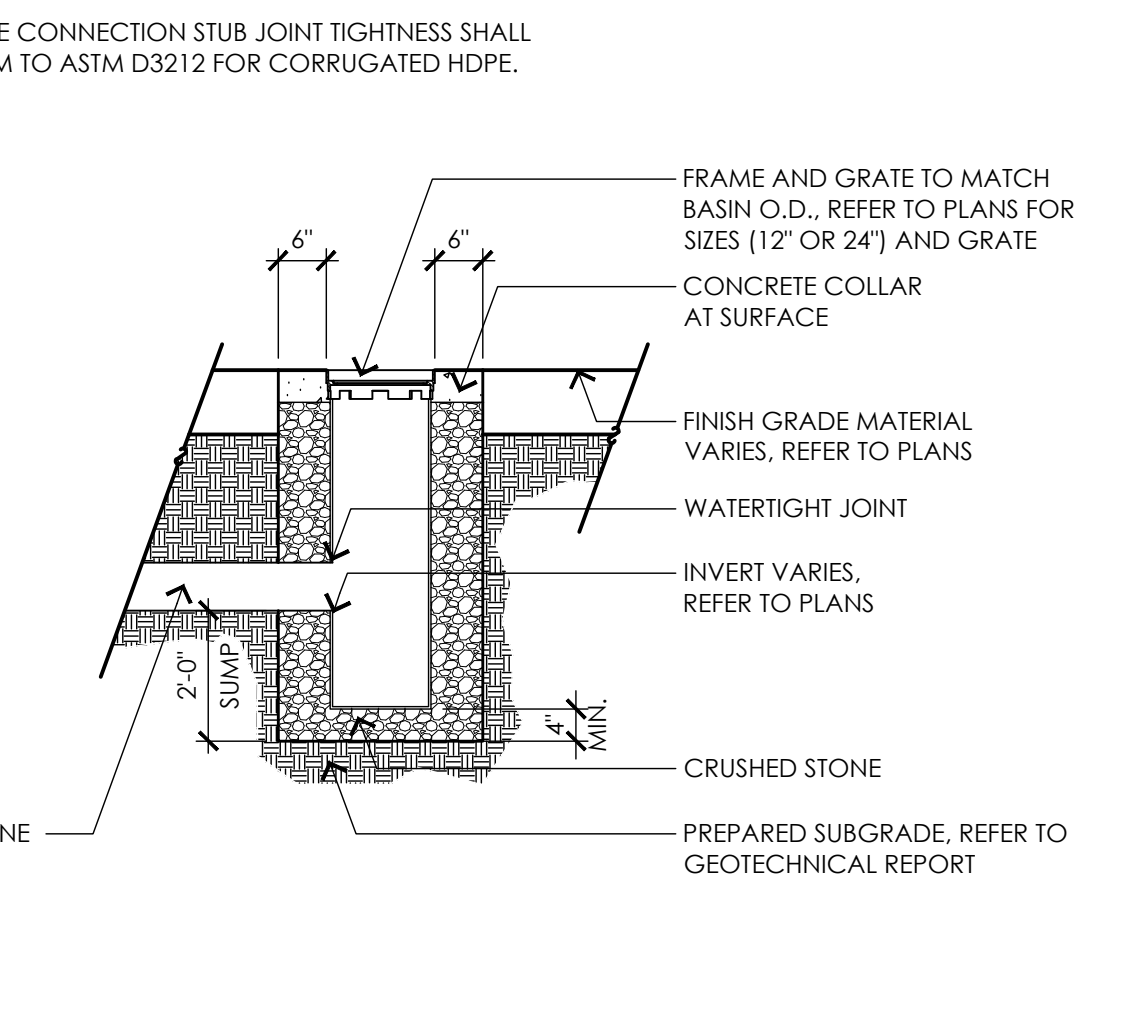 E CONNECTION STUB JOINT TIGHTNESS SHALL
M TO ASTM D3212 FOR CORRUGATED HDPE.
FRAME AND GRATE TO MATCH
BASIN O.D., REFER TO PLANS FOR
SIZES (12" OR 24") AND GRATE
6"
6"
CONCRETE COLLAR
AT SURFACE
FINISH GRADE MATERIAL
VARIES, REFER TO PLANS
WATERTIGHT JOINT
INVERT VARIES,
REFER TO PLANS
2'-0"
SUMP
4"
MIN.
CRUSHED STONE
NE
PREPARED SUBGRADE, REFER TO
GEOTECHNICAL REPORT